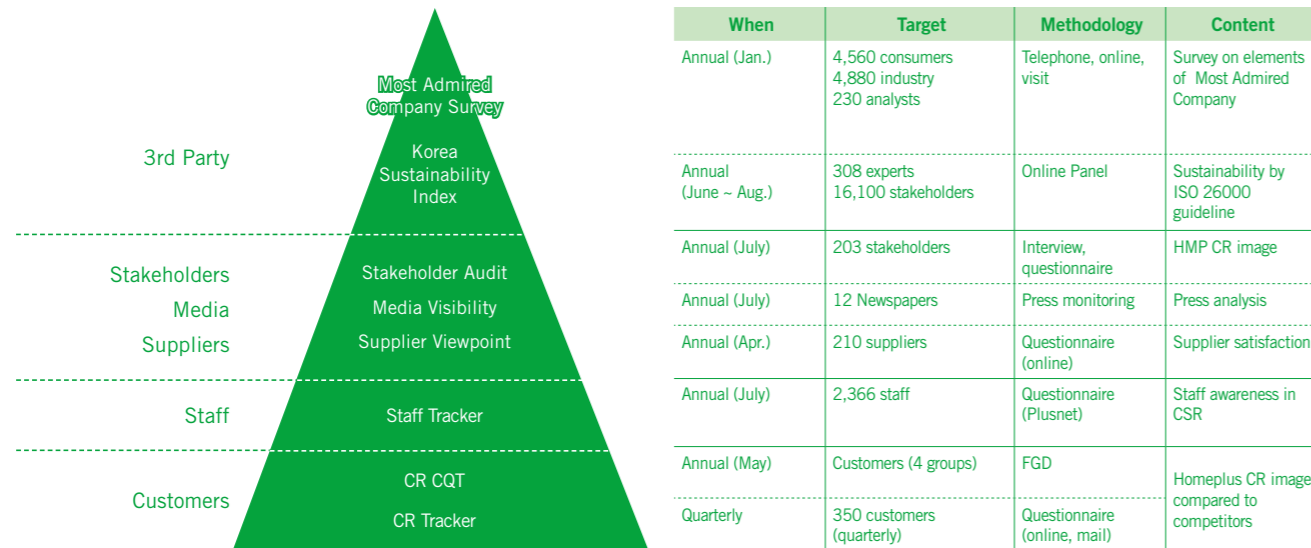 Most Admired
Company Survey
3rd Party
Korea
Sustainability
Index
Stakeholders
Stakeholder Audit
Media
Media Visibility
Suppliers
Supplier Viewpoint
Staff
Staff Tracker
Customers
CR CQT
CR Tracker
When Target Methodology Content
Annual (Jan.) 4,560 consumers Telephone, online, Survey on elements
4,880 industry visit of Most Admired
230 analysts Company
Annual 308 experts Online Panel Sustainability by
(June ~ Aug.) 16,100 stakeholders ISO 26000
guideline
Annual (July) 203 stakeholders Interview, HMP CR image
questionnaire
Annual (July) 12 Newspapers Press monitoring Press analysis
Annual (Apr.) 210 suppliers Questionnaire Supplier satisfaction
(online)
Annual (July) 2,366 staff Questionnaire Staff awareness in
(Plusnet) CSR
Annual (May) Customers (4 groups) FGD
Homeplus CR image
compared to
competitors
Quarterly 350 customers Questionnaire
(quarterly) (online, mail)